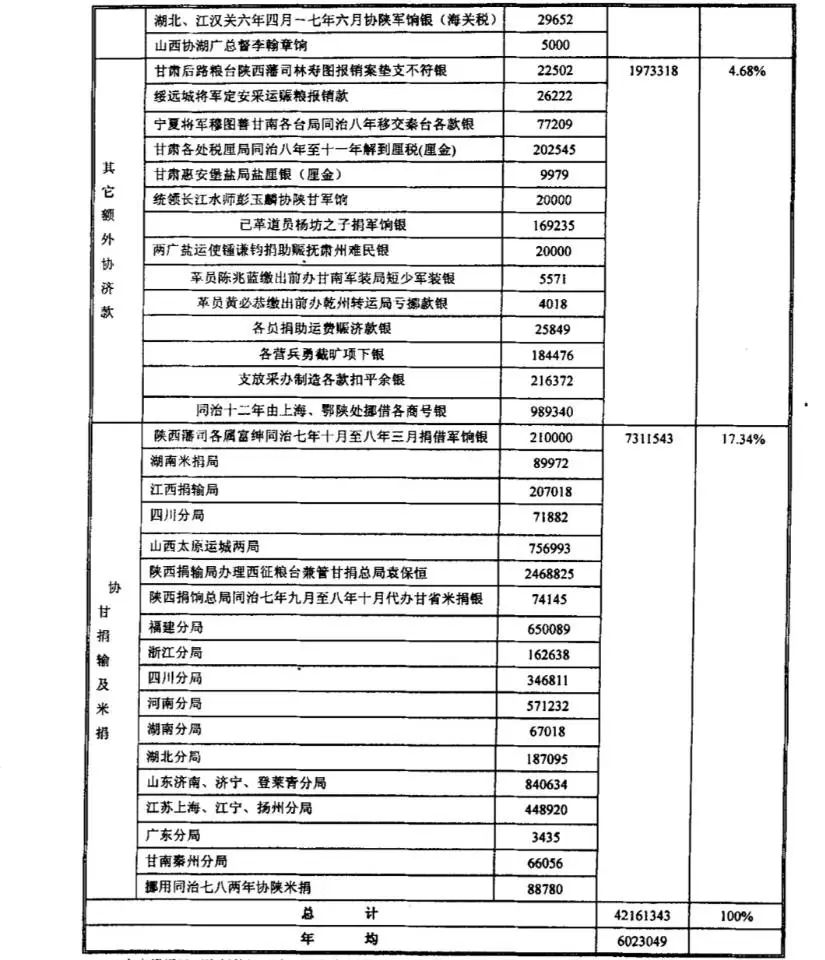 湖北、江汉关六年四月一七年六月协陕军饷银（海关税） 29652
山西协湖广总督李翰章饷 5000
其它额外协济款
甘肃后路粮台陕西藩司林寿图报销案垫支不符银 22502 1973318 4.68%
绥远城将军定安采运赈粮报销款 26222
宁夏将军穆图善甘南各台局同治八年移交秦台各款银 77209
甘肃各处税厘局同治八年至十一年解到厘税(厘金) 202545
甘肃惠安堡盐局盐厘银（厘金） 9979
统领长江水师彭玉麟协陕甘军饷 20000
已革道员杨坊之子捐军饷银 169235
两广盐运使锺谦钧捐助赈抚肃州难民银 20000
革员陈兆蓝缴出前办甘南军装局短少军装银 5571
革员黄必恭缴出前办乾州转运局亏挪款银 4018
各员捐助运费赈济款银 25849
各营兵勇截旷项下银 184476
支放采办制造各款扣平余银 216372
同治十二年由上海、鄂陕处挪借各商号银 989340
协甘捐输及米捐
陕西藩司各属富绅同治七年十月至八年三月捐借军饷银 210000 7311543 17.34%
湖南米捐局 89972
江西捐输局 207018
四川分局 71882
山西太原运城两局 756993
陕西捐输局办理西征粮台兼管甘捐总局袁保恒 2468825
陕西捐饷总局同治七年九月至八年十月代办甘省米捐银 74145
福建分局 650089
浙江分局 162638
四川分局 346811
河南分局 571232
湖南分局 67018
湖北分局 187095
山东济南、济宁、登莱青分局 840634
江苏上海、江宁、扬州分局 448920
广东分局 3435
甘南秦州分局 66056
挪用同治七八两年协陕米捐 88780
总 计 42161343 100%
年 均 6023049